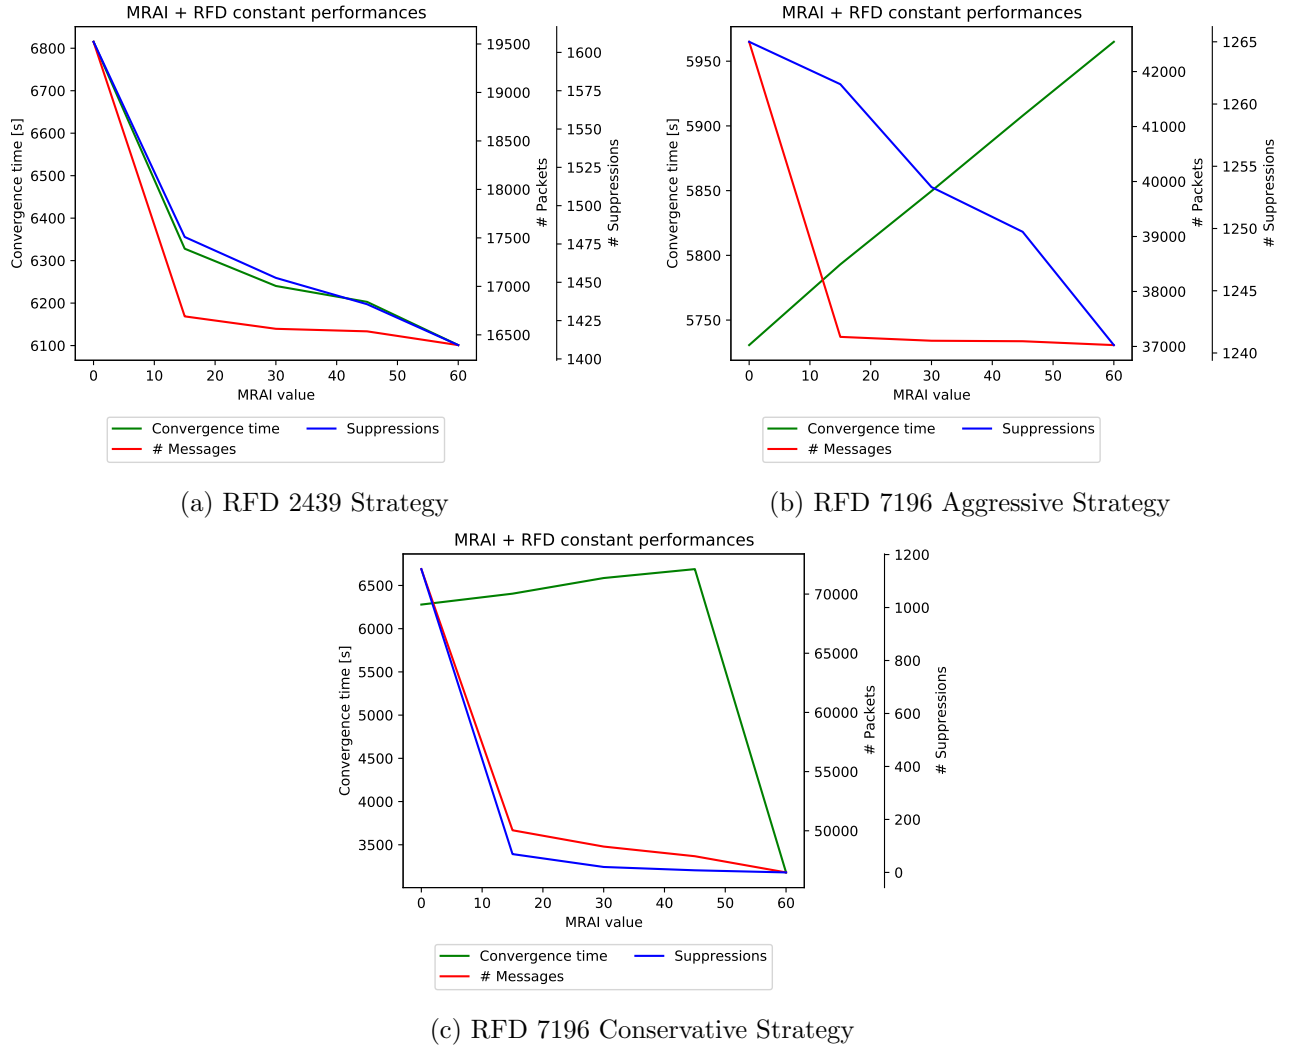 MRAI + RFD constant performances
Convergence time [s]
6800
6700
6600
6500
6400
6300
6200
6100
0 10 20 30 40 50 60
MRAI value
19500
19000
18500
18000
17500
17000
16500
# Packets
1600
1575
1550
1525
1500
1475
1450
1425
1400
# Suppressions
Convergence time
# Messages
Suppressions
(a) RFD 2439 Strategy
MRAI + RFD constant performances
Convergence time [s]
5950
5900
5850
5800
5750
0 10 20 30 40 50 60
MRAI value
42000
41000
40000
39000
38000
37000
# Packets
1265
1260
1255
1250
1245
1240
# Suppressions
Convergence time
# Messages
Suppressions
(b) RFD 7196 Aggressive Strategy
MRAI + RFD constant performances
Convergence time [s]
6500
6000
5500
5000
4500
4000
3500
0 10 20 30 40 50 60
MRAI value
70000
65000
60000
55000
50000
# Packets
1200
1000
800
600
400
200
0
# Suppressions
Convergence time
# Messages
Suppressions
(c) RFD 7196 Conservative Strategy